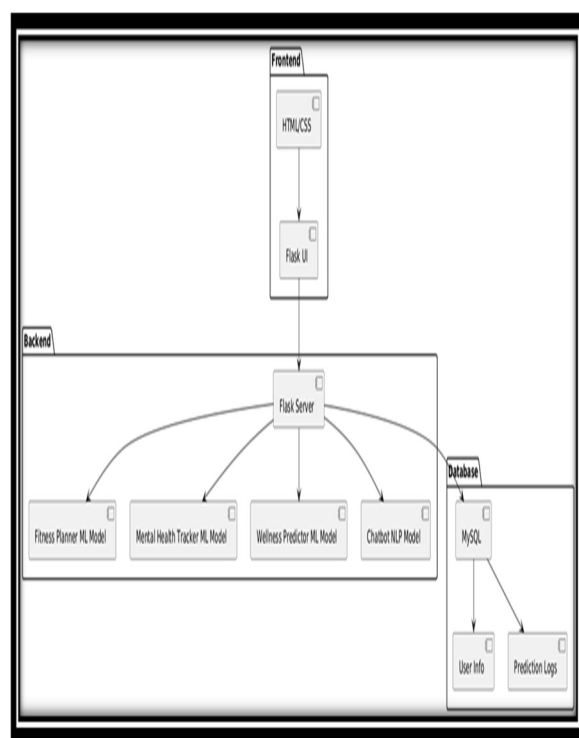 Frontend
HTML/CSS
Flask UI
Backend
Flask Server
Database
Fitness Planner ML Model
Mental Health Tracker ML Model
Wellness Predictor ML Model
Chatbot NLP Model
MySQL
User Info
Prediction Logs